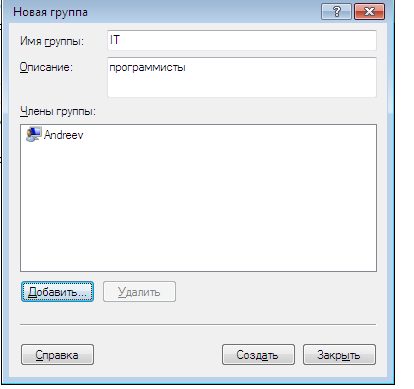 Новая группа
Имя группы: IT
Описание: программисты
Члены группы:
Andreev
Добавить... Удалить
Справка Создать Закрыть